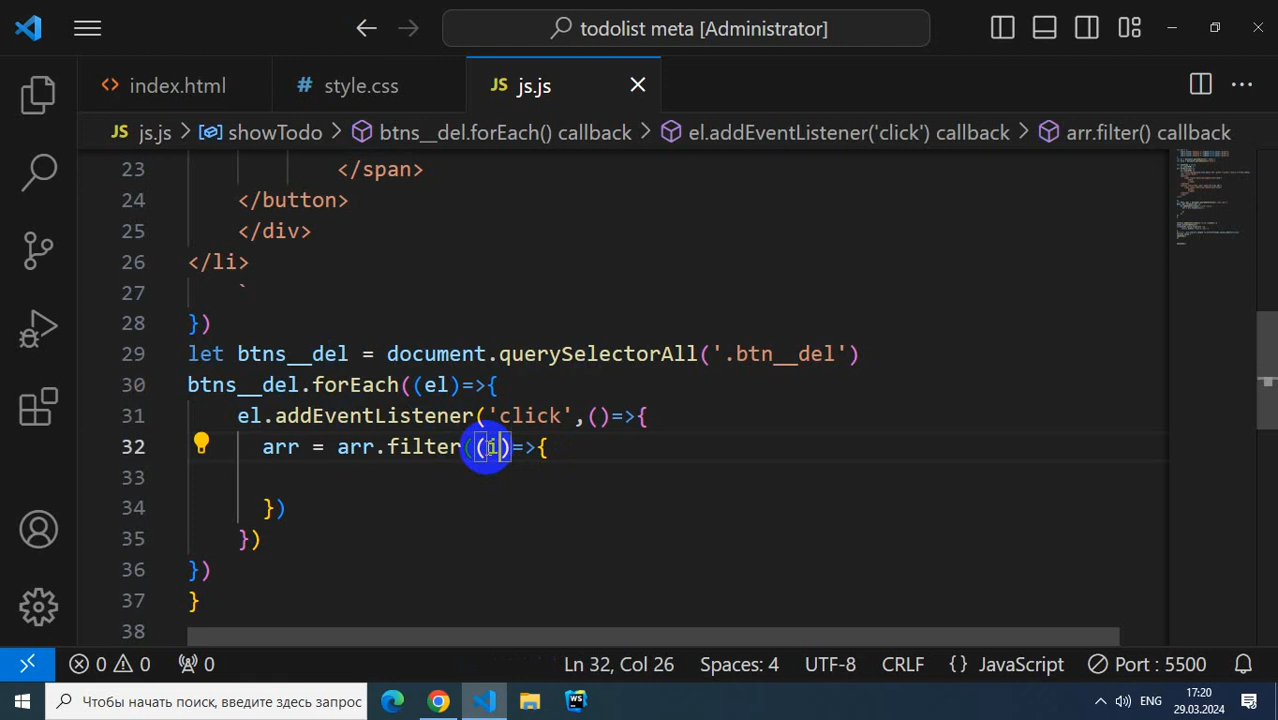 todolist meta [Administrator]
index.html
# style.css
JS js.js
JS js.js > showTodo > btns__del.forEach() callback > el.addEventListener('click') callback > arr.filter() callback
23 </span>
24 </button>
25 </div>
26 </li>
27 `
28 })
29 let btns__del = document.querySelectorAll('.btn__del')
30 btns__del.forEach((el)=>{
31 el.addEventListener('click',()=>{
32 arr = arr.filter((i)=>{
33
34 })
35 })
36 })
37 }
38
0 0 0 Ln 32, Col 26 Spaces: 4 UTF-8 CRLF {} JavaScript Port : 5500
Чтобы начать поиск, введите здесь запрос
WS
ENG
17:20
29.03.2024